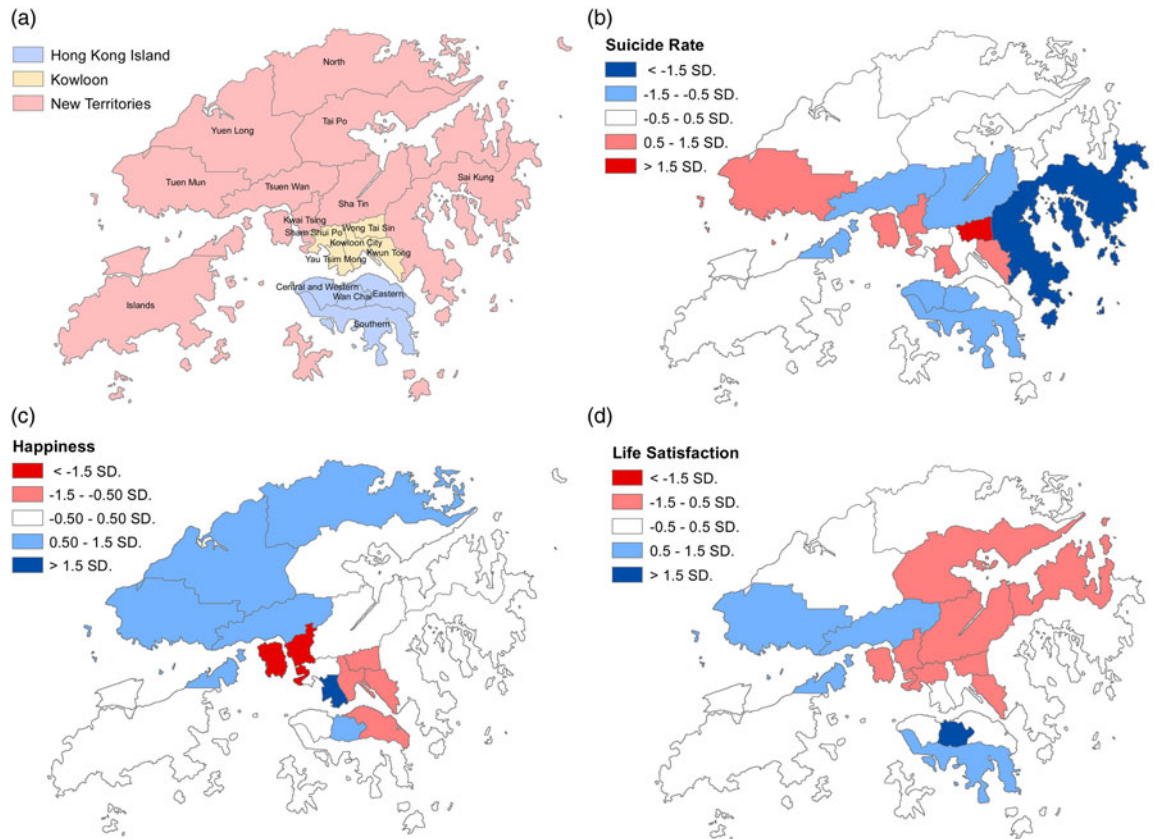 (a)
Hong Kong Island
Kowloon
New Territories
North
Tai Po
Yuen Long
Tuen Mun
Tsuen Wan
Sai Kung
Sha Tin
Kwai Tsing
Sham Shui Po
Wong Tai Sin
Kowloon City
Kwun Tong
Yau Tsim Mong
Central and Western
Wan Chai
Eastern
Islands
Southern
(b)
Suicide Rate
< -1.5 SD.
-1.5 - -0.5 SD.
-0.5 - 0.5 SD.
0.5 - 1.5 SD.
> 1.5 SD.
(c)
Happiness
< -1.5 SD.
-1.5 - -0.50 SD.
-0.50 - 0.50 SD.
0.50 - 1.5 SD.
> 1.5 SD.
(d)
Life Satisfaction
< -1.5 SD.
-1.5 - 0.5 SD.
-0.5 - 0.5 SD.
0.5 - 1.5 SD.
> 1.5 SD.